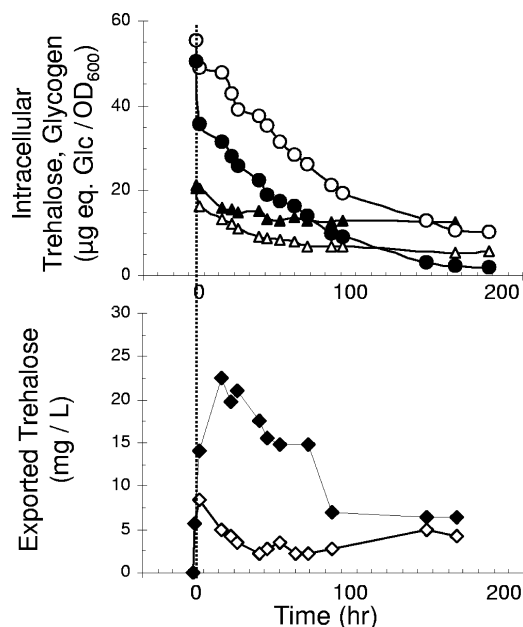 Intracellular
Trehalose, Glycogen
(µg eq. Glc / OD600)
60
40
20
0
0
100
200
Exported Trehalose
(mg / L)
30
25
20
15
10
5
0
0
100
200
Time (hr)